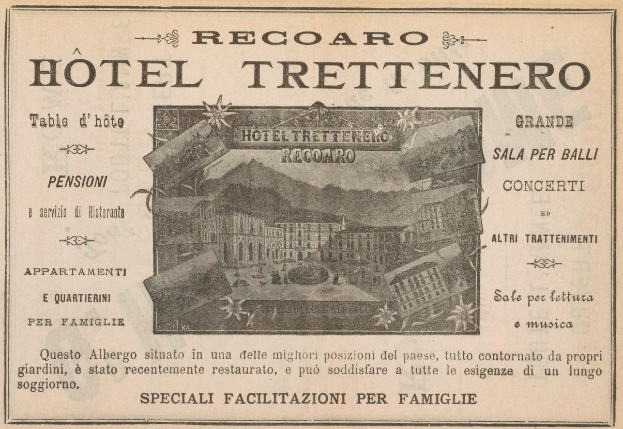 RECOARO
HÔTEL TRETTENERO
Table d'hôte
PENSIONI
e servizio di Ristorante
APPARTAMENTI
E QUARTIERINI
PER FAMIGLIE
HOTEL TRETTENERO
RECOARO
GRANDE
SALA PER BALLI
CONCERTI
ED
ALTRI TRATTENIMENTI
Sale per lettura
e musica
Questo Albergo situato in una delle migliori posizioni del paese, tutto contornato da propri
giardini, è stato recentemente restaurato, e può soddisfare a tutte le esigenze di un lungo
soggiorno.
SPECIALI FACILITAZIONI PER FAMIGLIE